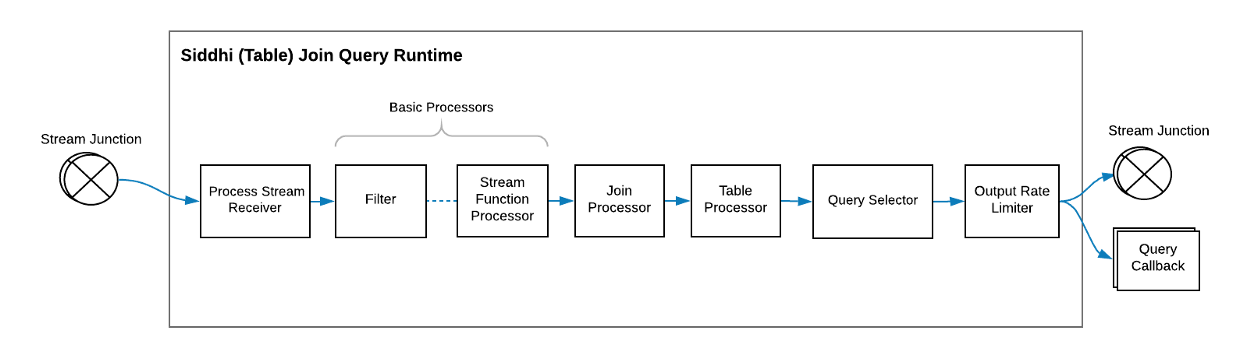 Siddhi (Table) Join Query Runtime
Basic Processors
Stream Junction
Process Stream
Receiver
Filter
Stream
Function
Processor
Join
Processor
Table
Processor
Query Selector
Output Rate
Limiter
Stream Junction
Query
Callback